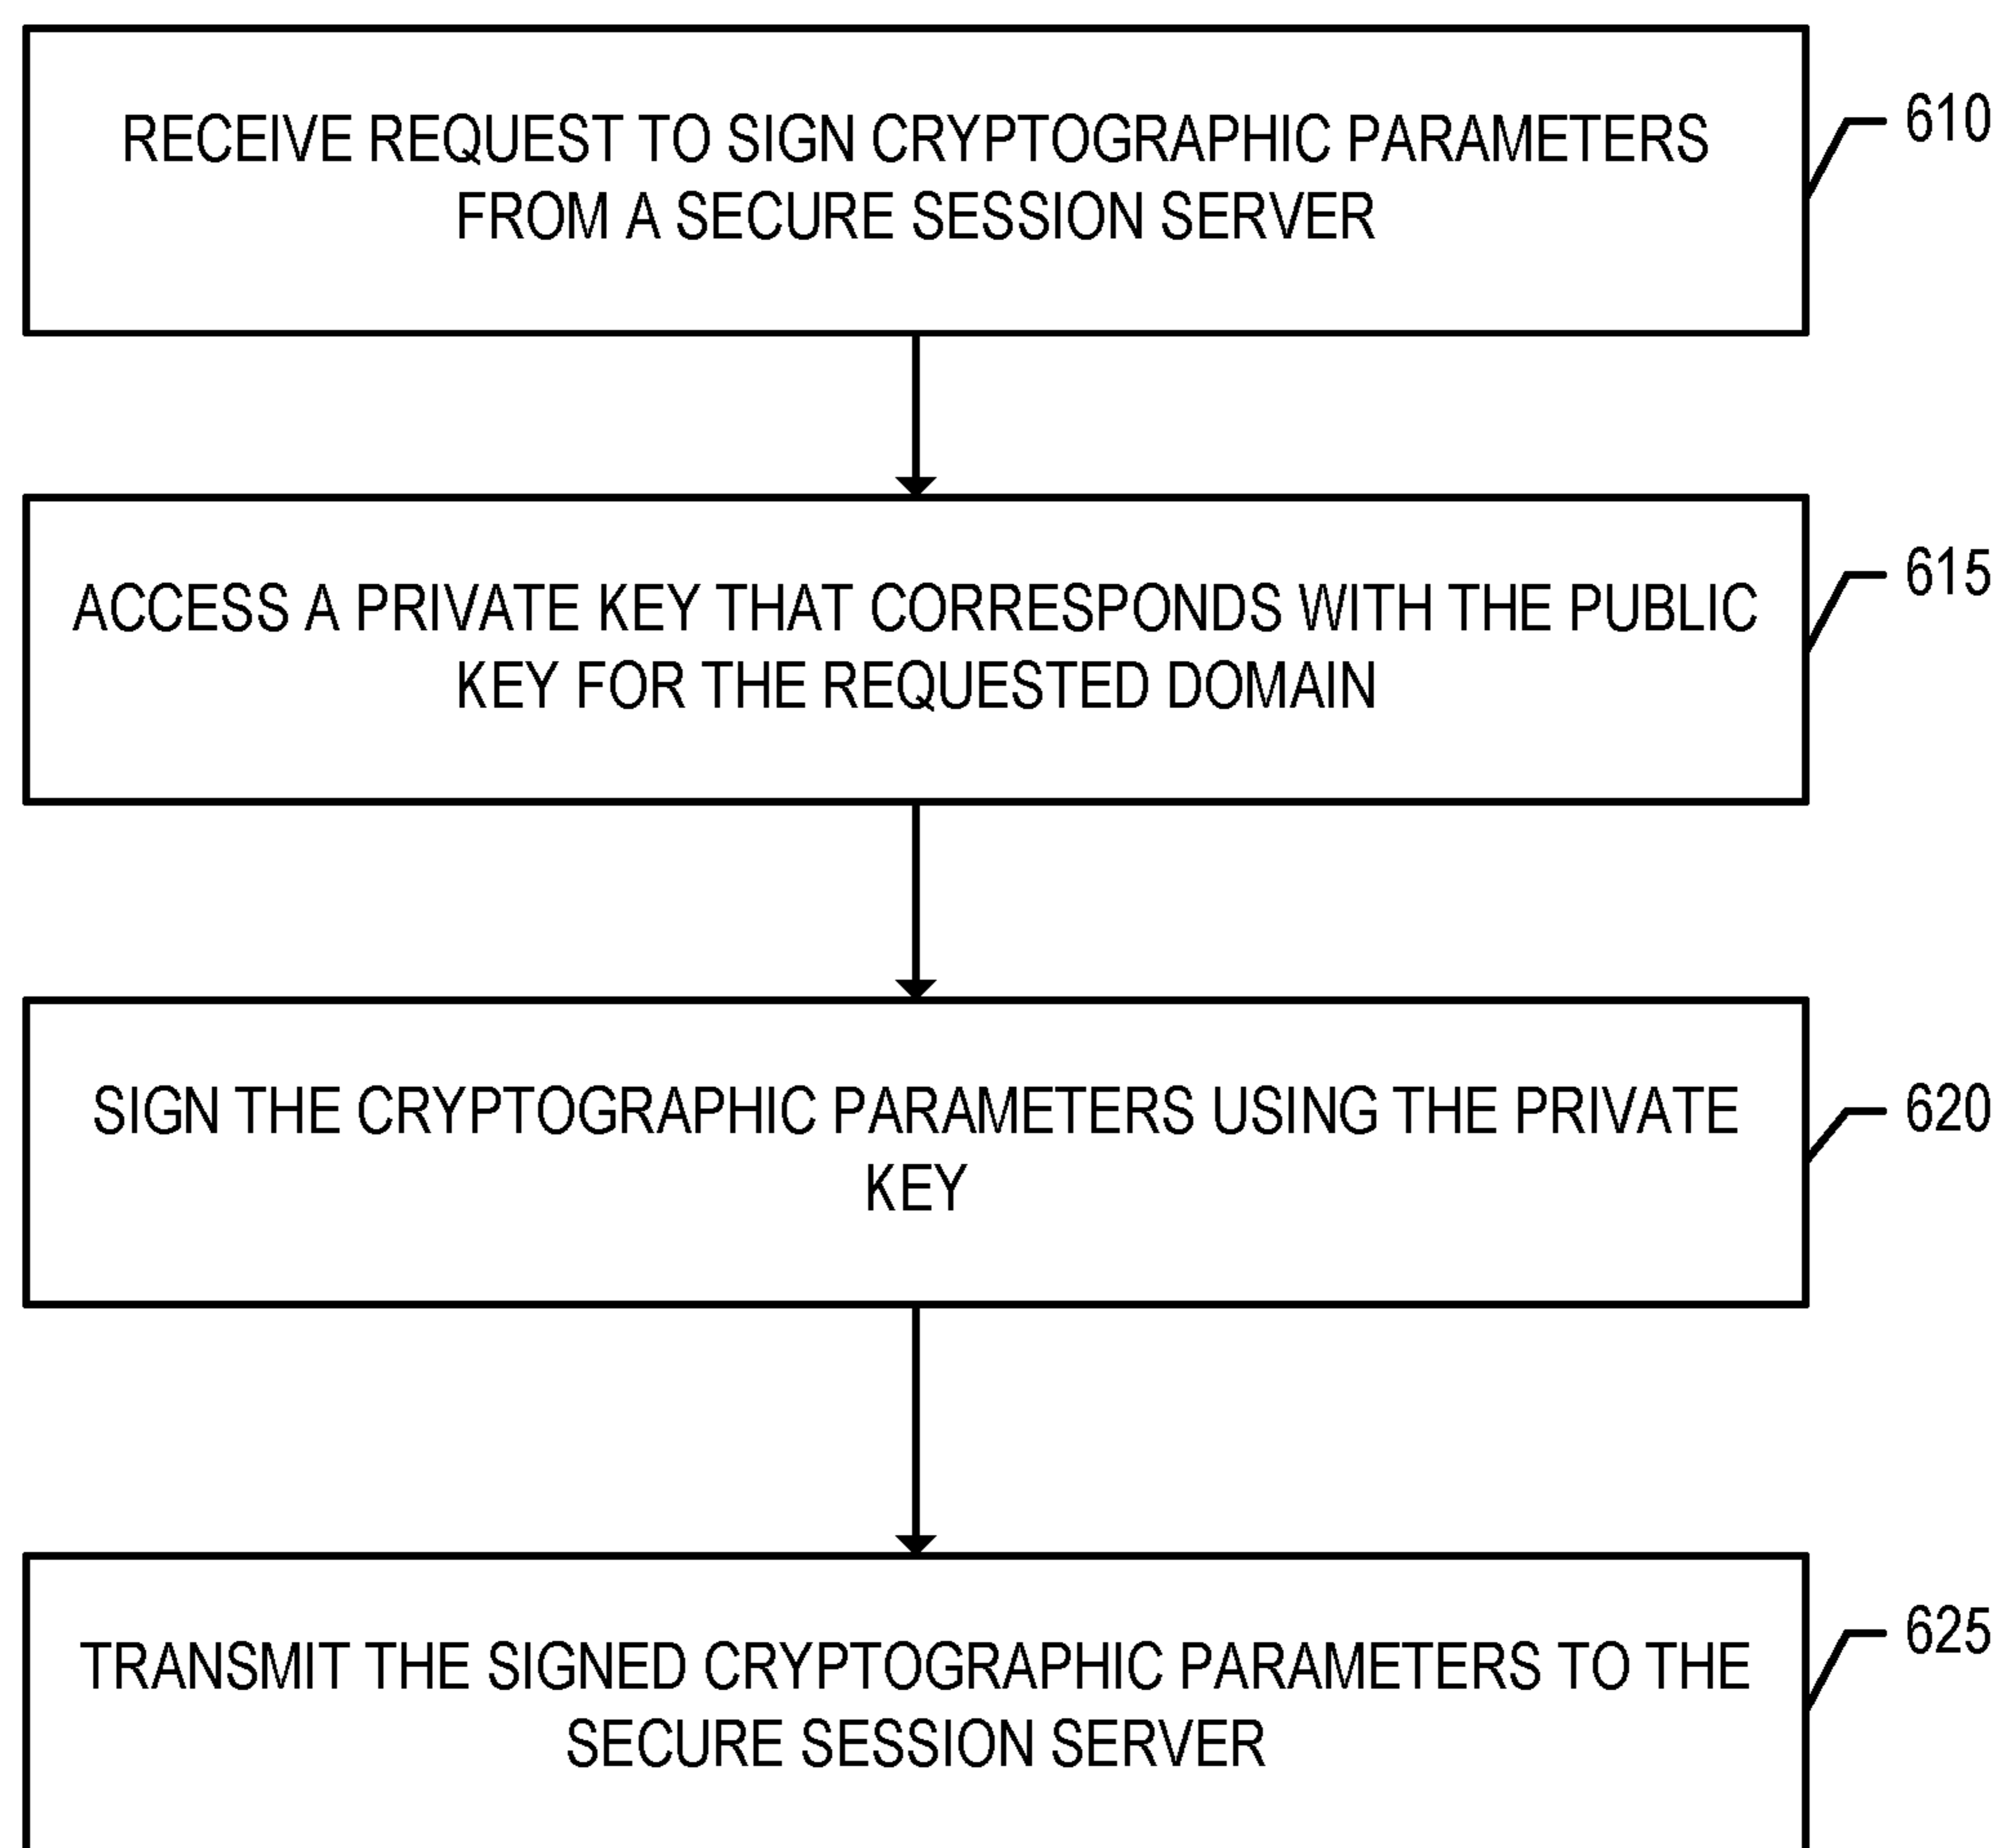 RECEIVE REQUEST TO SIGN CRYPTOGRAPHIC PARAMETERS
FROM A SECURE SESSION SERVER
610
ACCESS A PRIVATE KEY THAT CORRESPONDS WITH THE PUBLIC
KEY FOR THE REQUESTED DOMAIN
615
SIGN THE CRYPTOGRAPHIC PARAMETERS USING THE PRIVATE
KEY
620
TRANSMIT THE SIGNED CRYPTOGRAPHIC PARAMETERS TO THE
SECURE SESSION SERVER
625